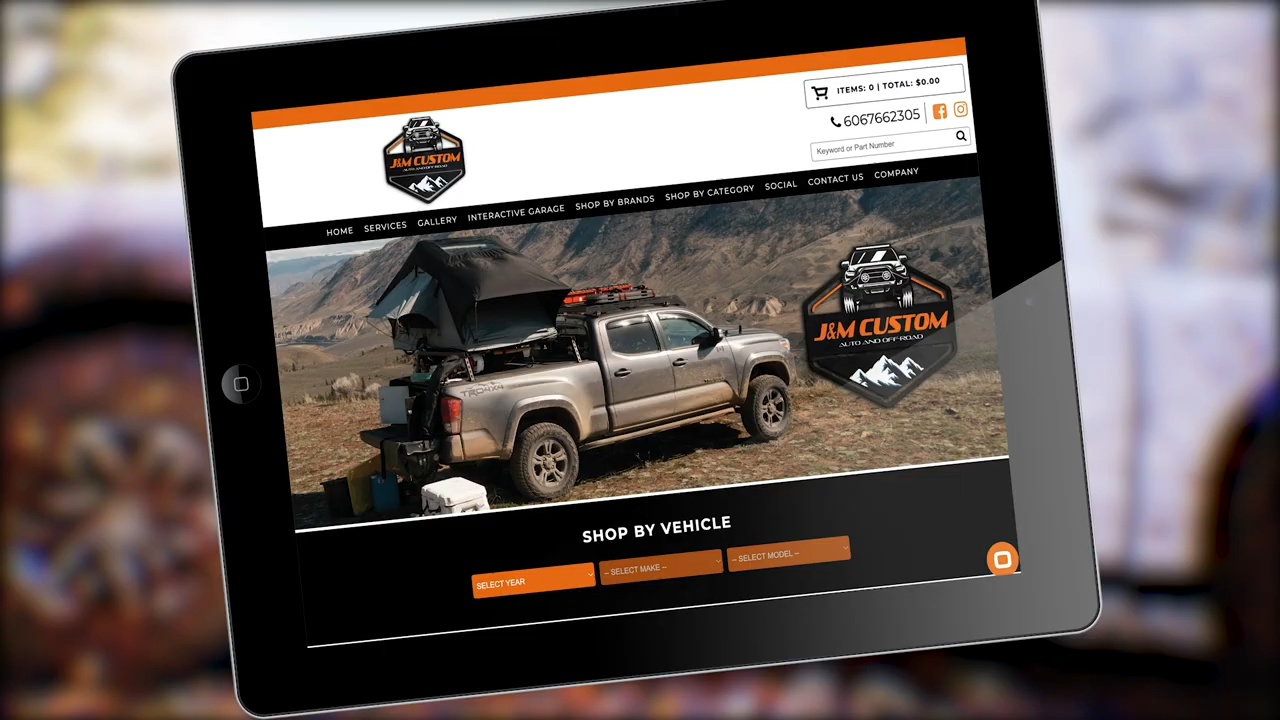 ITEMS: 0 | TOTAL: $0.00
6067662305
Keyword or Part Number
J&M CUSTOM
AUTO AND OFF-ROAD
HOME SERVICES GALLERY INTERACTIVE GARAGE SHOP BY BRANDS SHOP BY CATEGORY SOCIAL CONTACT US COMPANY
J&M CUSTOM
AUTO AND OFF-ROAD
TRD 4X4
SHOP BY VEHICLE
SELECT YEAR
-- SELECT MAKE --
-- SELECT MODEL --